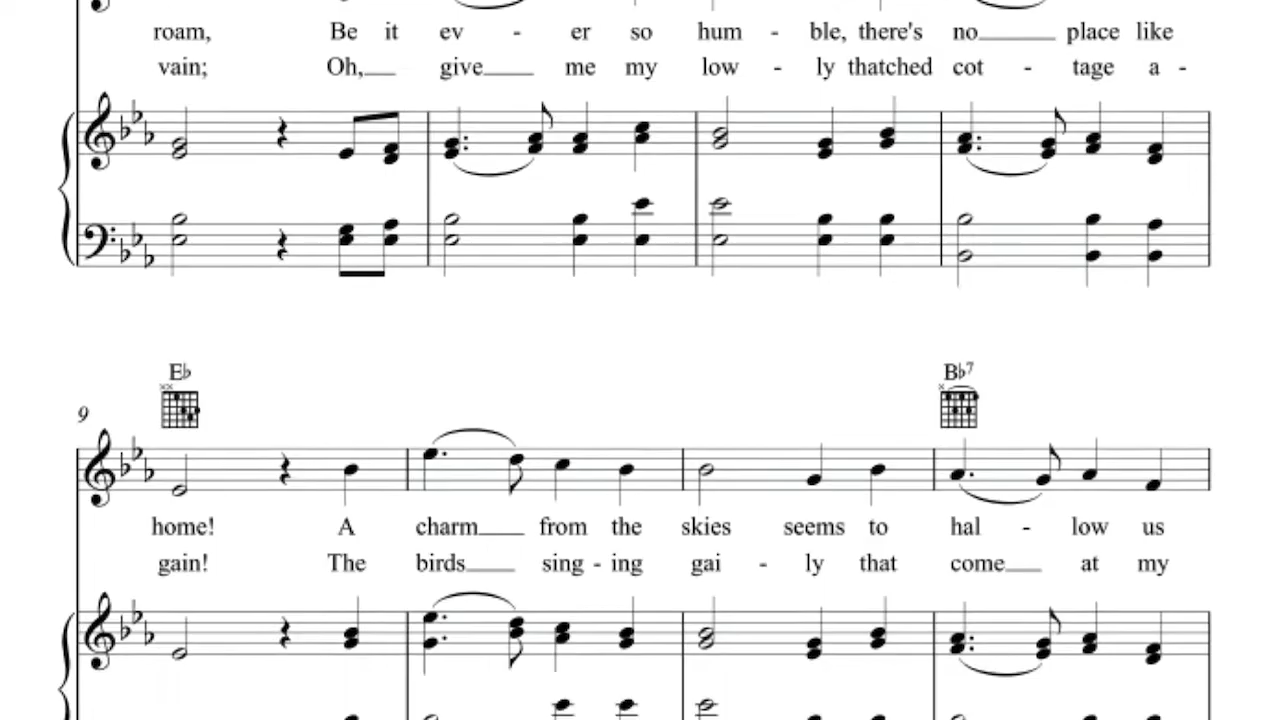 roam, Be it ev - er so hum - ble, there's no place like
vain; Oh, give me my low - ly thatched cot - tage a -
E♭ B♭7
9
home! A charm from the skies seems to hal - low us
gain! The birds sing - ing gai - ly that come at my